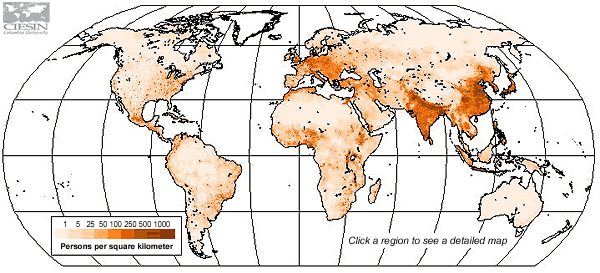 CIESIN
Columbia University
1 5 25 50 100 250 500 1000
Persons per square kilometer
Click a region to see a detailed map